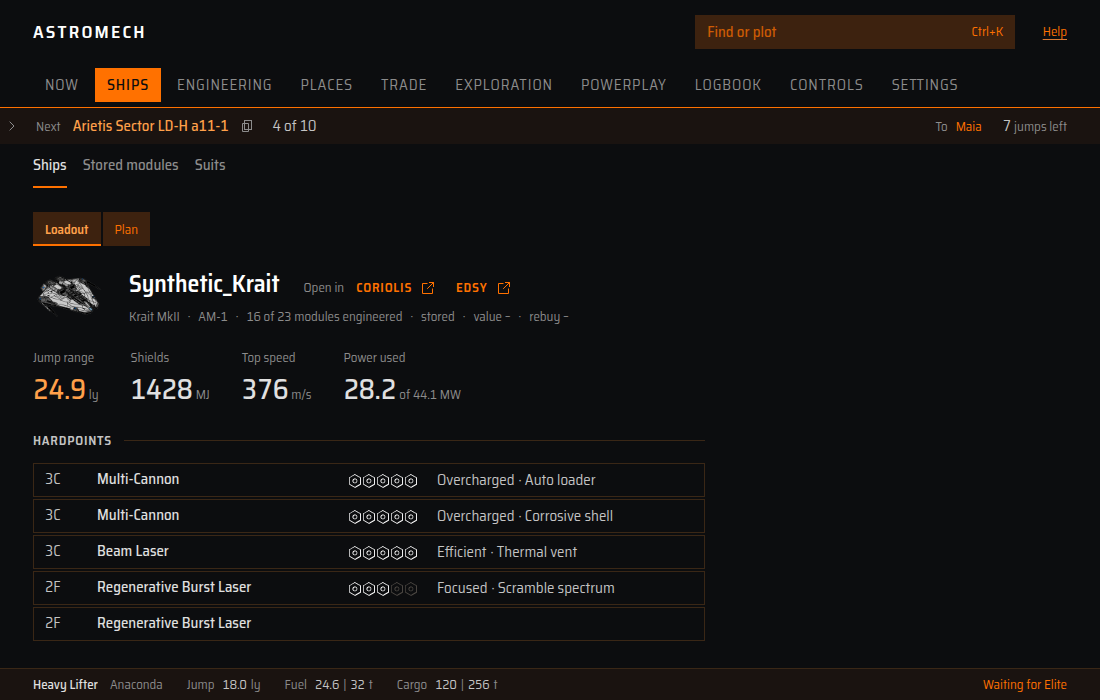 ASTROMECH
Find or plot Ctrl+K Help
NOW SHIPS ENGINEERING PLACES TRADE EXPLORATION POWERPLAY LOGBOOK CONTROLS SETTINGS
Next Arietis Sector LD-H a11-1 4 of 10 To Maia 7 jumps left
Ships Stored modules Suits
Loadout Plan
Synthetic_Krait Open in CORIOLIS EDSY
Krait MkII · AM-1 · 16 of 23 modules engineered · stored · value – · rebuy –
Jump range Shields Top speed Power used
24.9 ly 1428 MJ 376 m/s 28.2 of 44.1 MW
HARDPOINTS
3C Multi-Cannon Overcharged · Auto loader
3C Multi-Cannon Overcharged · Corrosive shell
3C Beam Laser Efficient · Thermal vent
2F Regenerative Burst Laser Focused · Scramble spectrum
2F Regenerative Burst Laser
Heavy Lifter Anaconda Jump 18.0 ly Fuel 24.6 | 32 t Cargo 120 | 256 t Waiting for Elite